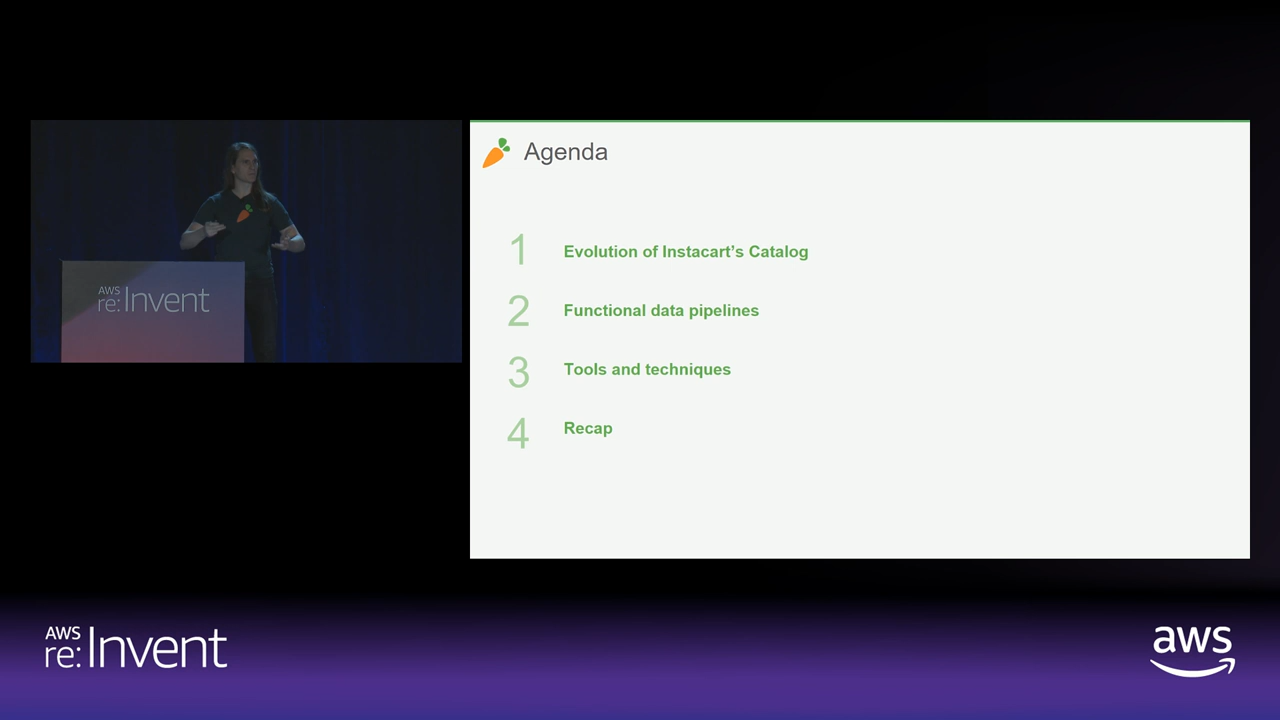 AWS
re:Invent
Agenda
1 Evolution of Instacart's Catalog
2 Functional data pipelines
3 Tools and techniques
4 Recap
AWS
re:Invent
aws